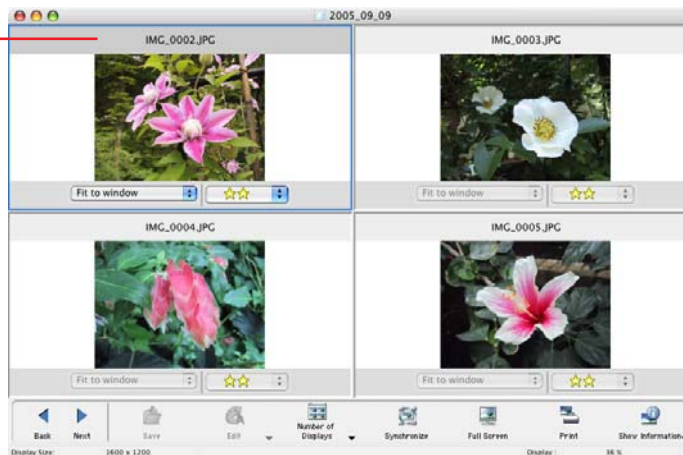 2005_09_09
IMG_0002.JPG
IMG_0003.JPG
Fit to window
Fit to window
IMG_0004.JPG
IMG_0005.JPG
Fit to window
Fit to window
Back Next Save Edit Number of Displays Synchronize Full Screen Print Show Information
Display Size: 1600 x 1200 Display : 36 %